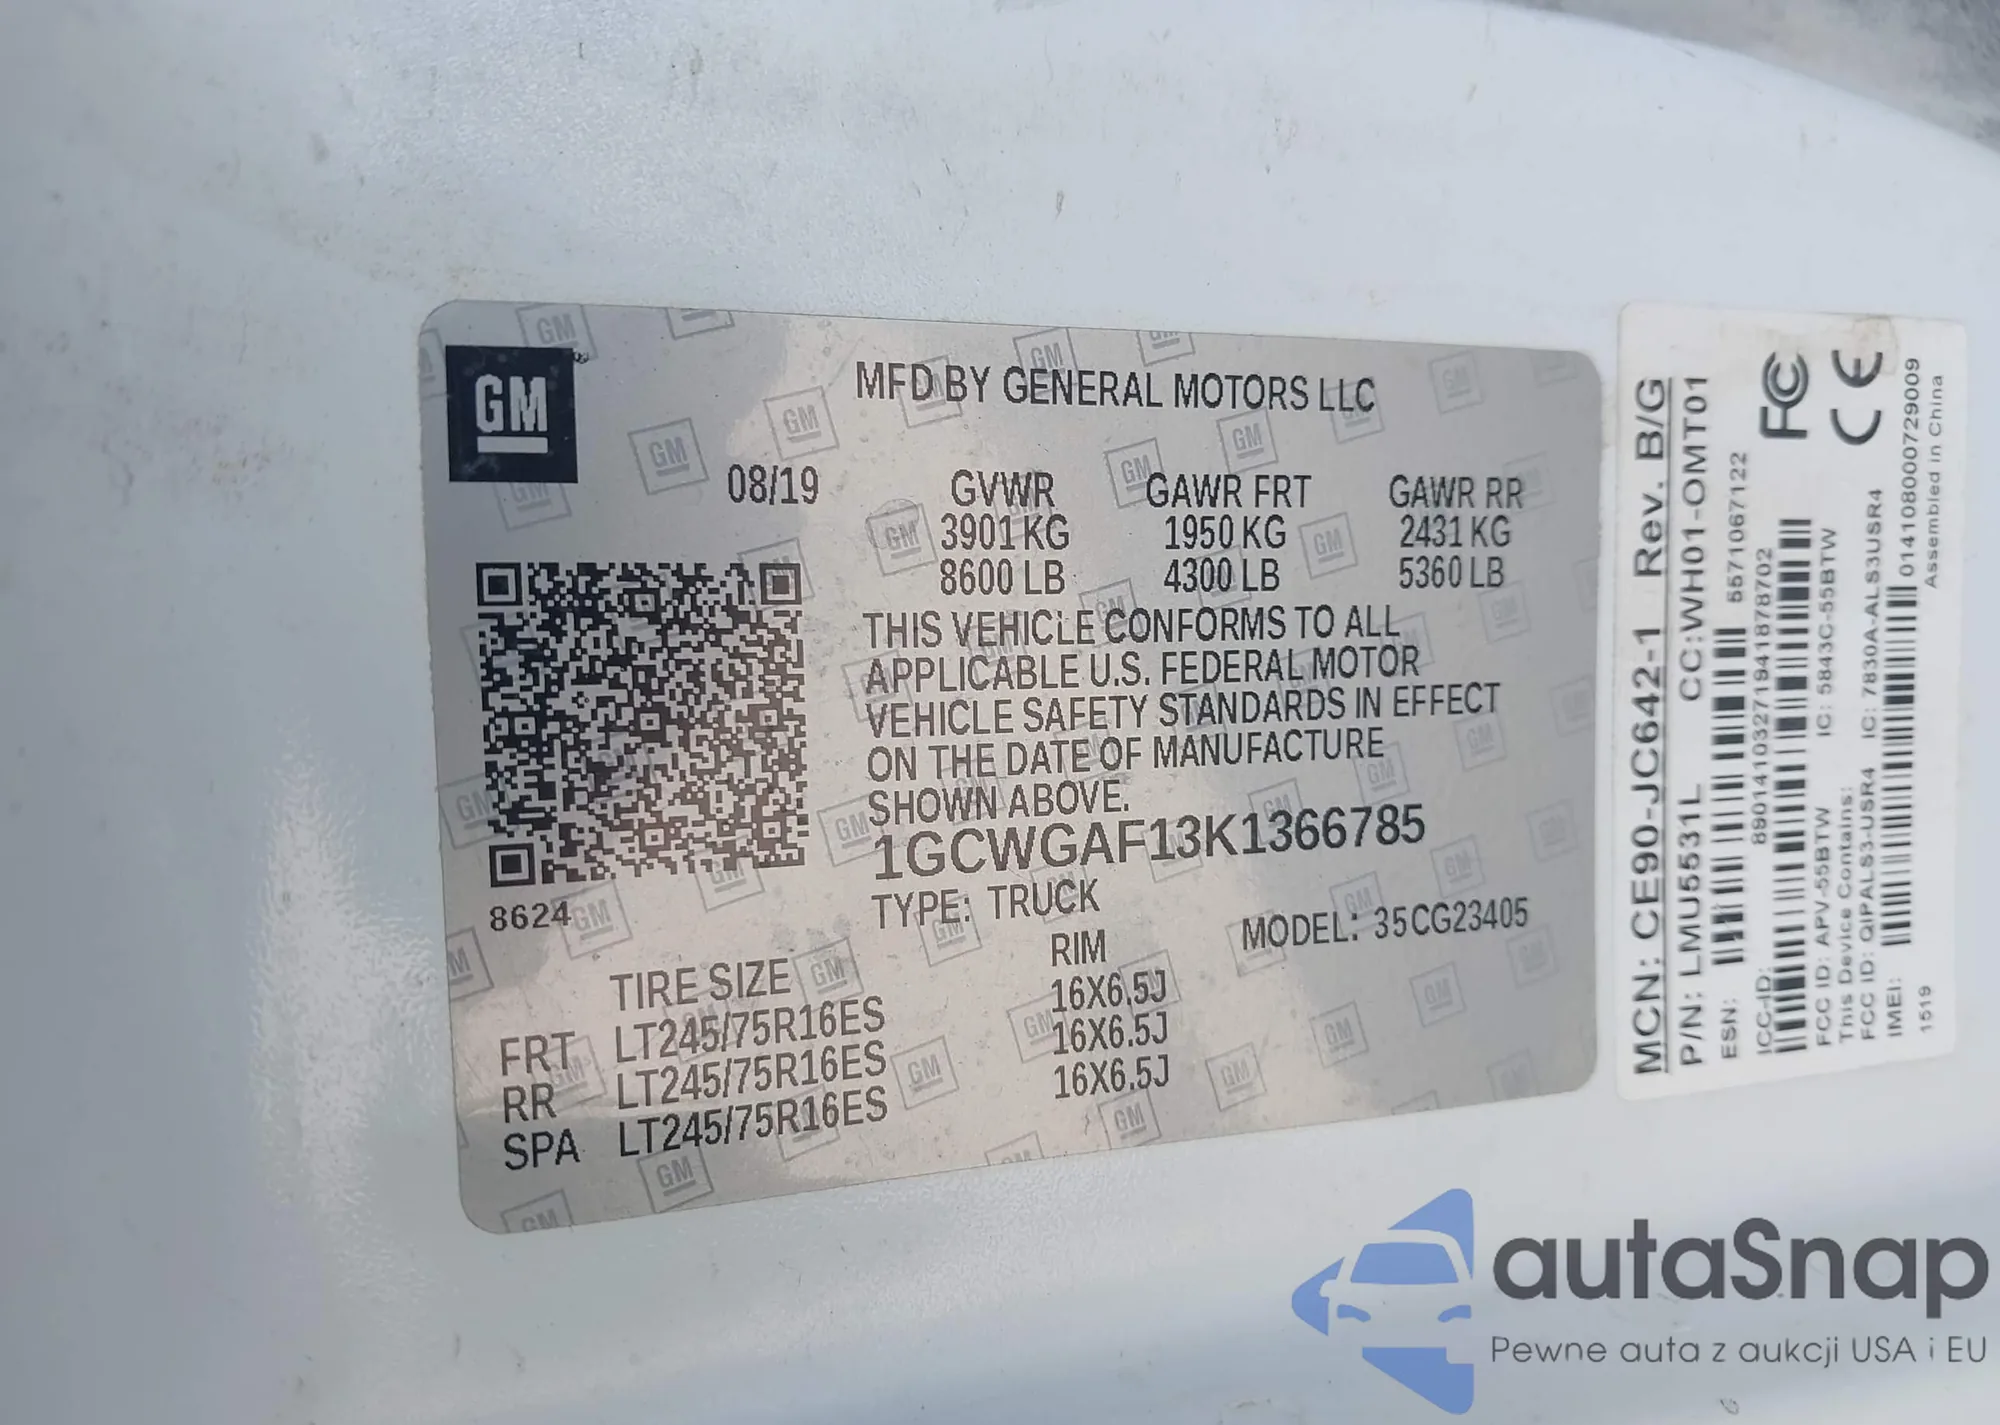 GM
MFD BY GENERAL MOTORS LLC
08/19 GVWR GAWR FRT GAWR RR
3901 KG 1950 KG 2431 KG
8600 LB 4300 LB 5360 LB
THIS VEHICLE CONFORMS TO ALL
APPLICABLE U.S. FEDERAL MOTOR
VEHICLE SAFETY STANDARDS IN EFFECT
ON THE DATE OF MANUFACTURE
SHOWN ABOVE.
1GCWGAF13K1366785
8624 TYPE: TRUCK MODEL: 35CG23405
TIRE SIZE RIM
FRT LT245/75R16ES 16X6.5J
RR LT245/75R16ES 16X6.5J
SPA LT245/75R16ES 16X6.5J
MCN: CE90-JC642-1 Rev. B/G
P/N: LMU5531L CC:WH01-OMT01
ESN: 5571067122
ICC-ID: 89014103271941878702
FCC ID: APV-55BTW IC: 5843C-55BTW
This Device Contains:
FCC ID: QIPALS3-USR4 IC: 7830A-ALS3USR4
IMEI: 014108000729009
1519 Assembled in China
FC CE
autaSnap
Pewne auta z aukcji USA i EU